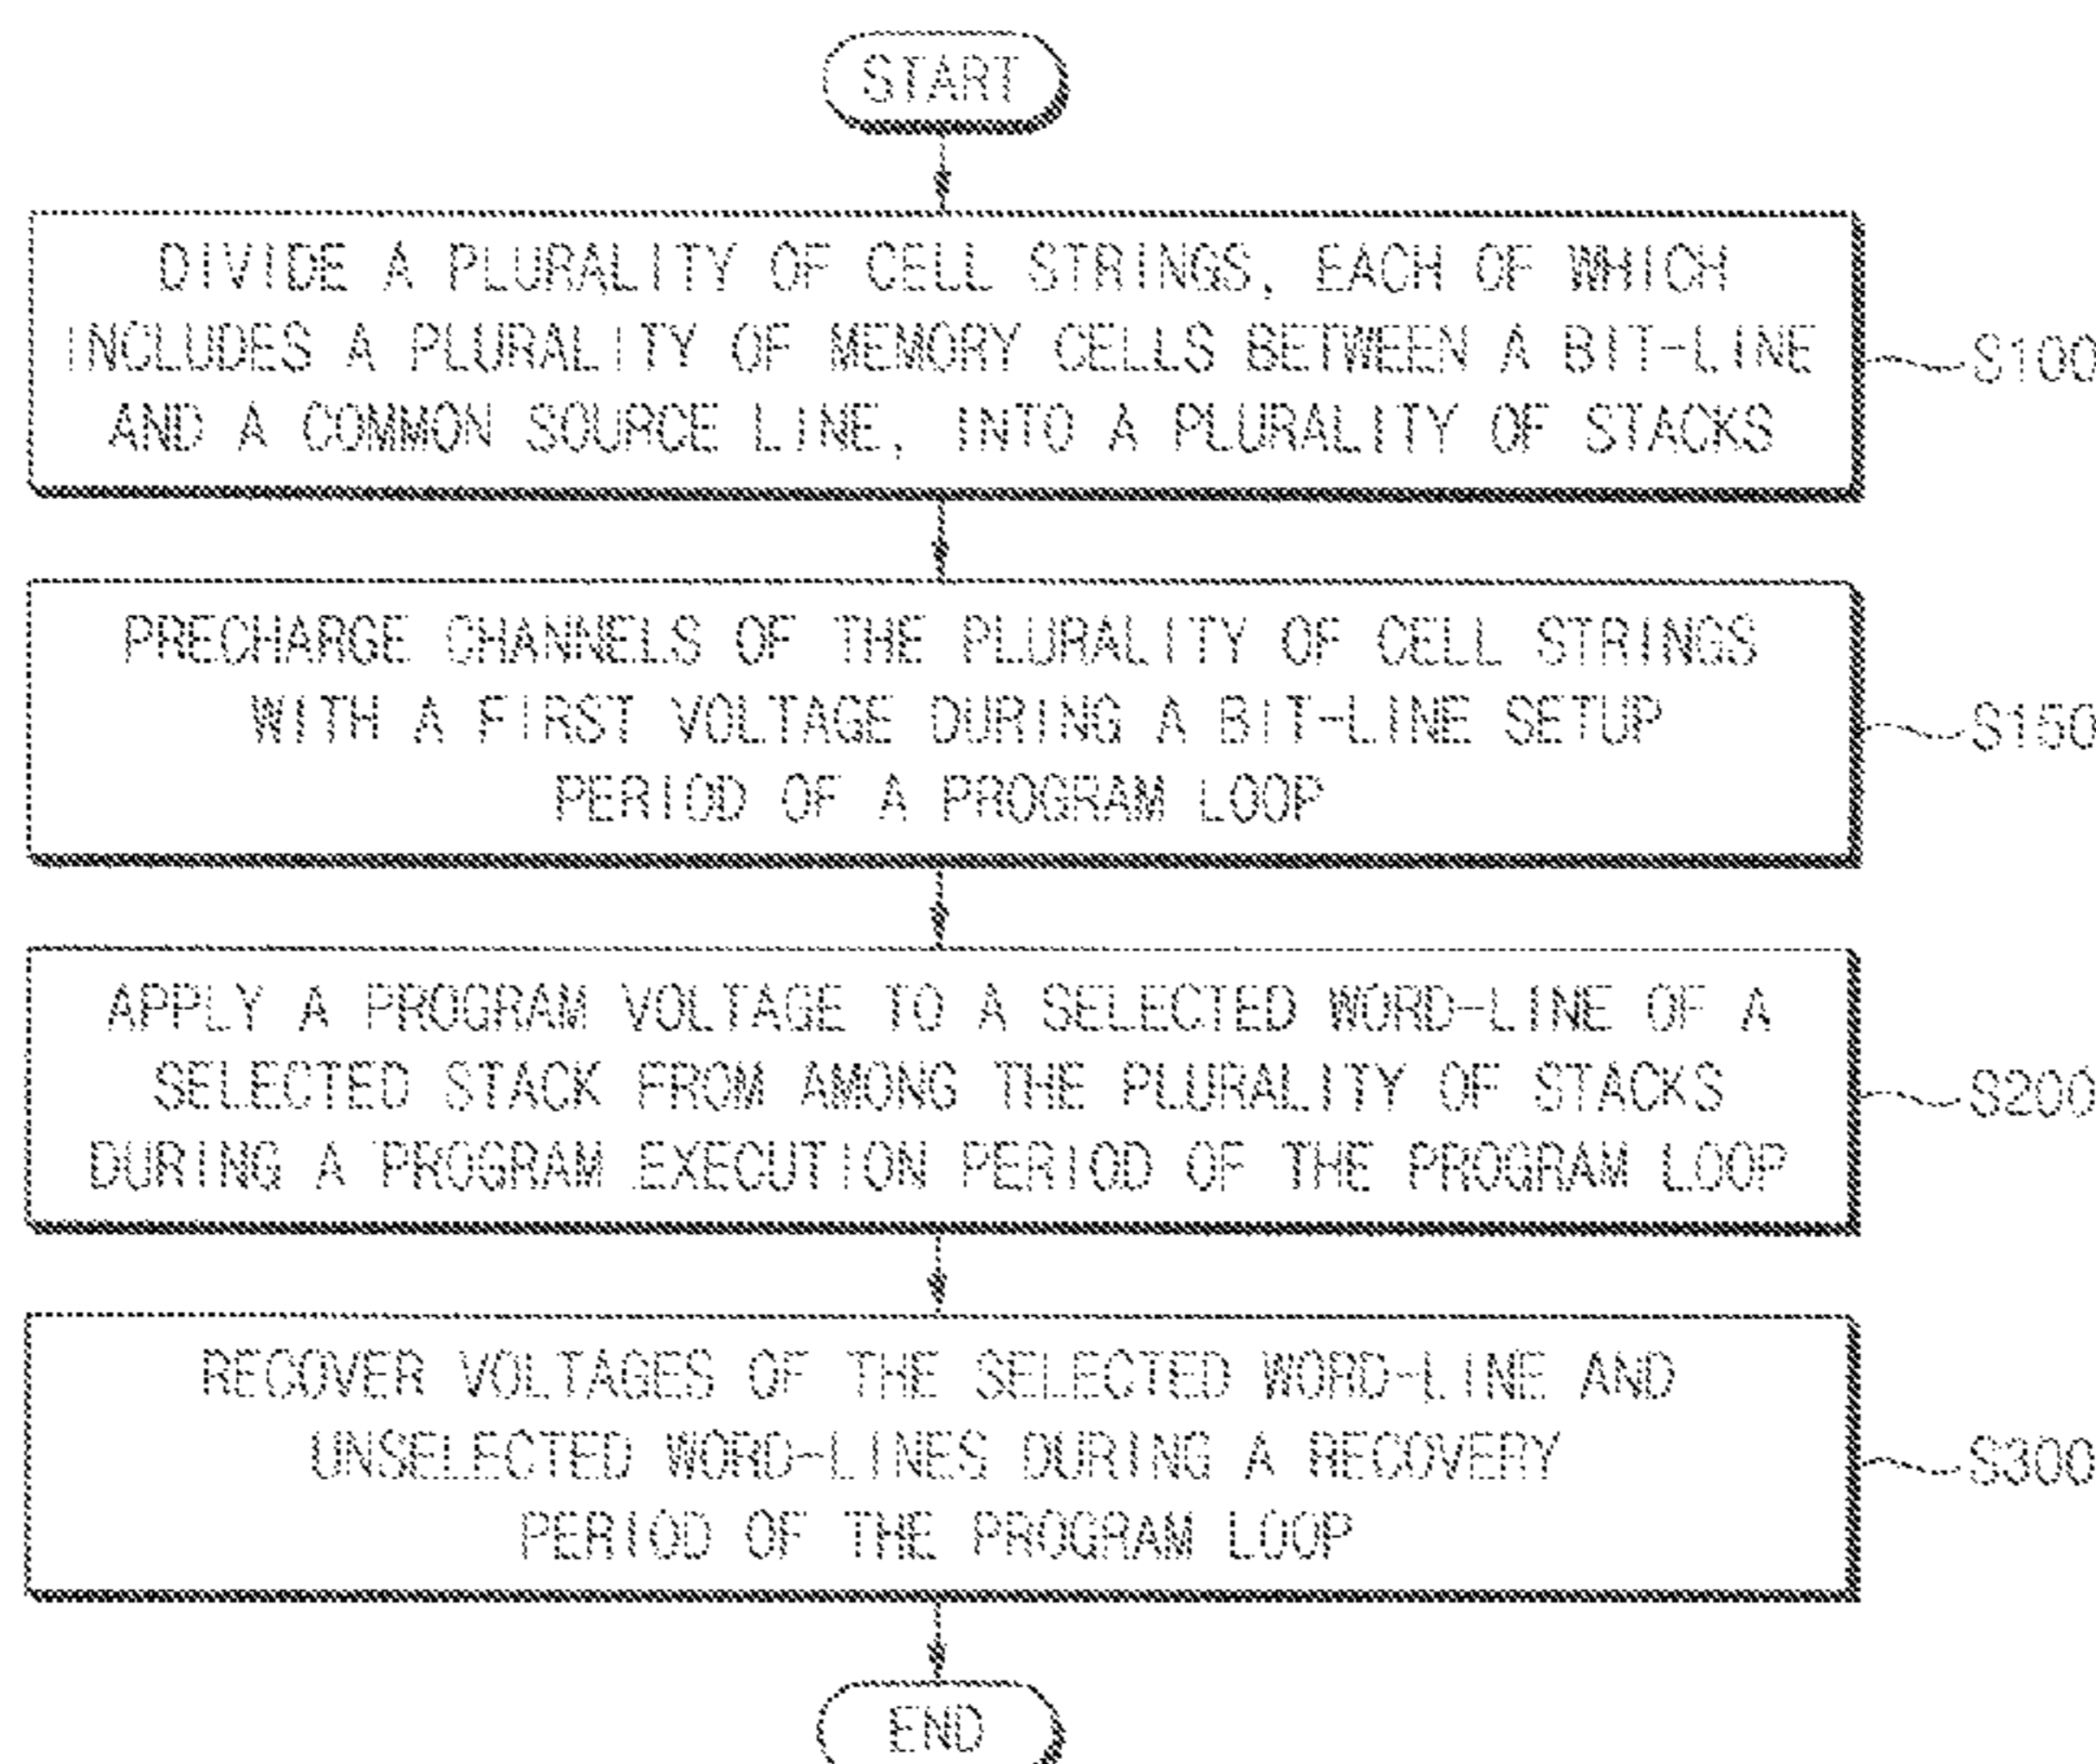 START
DIVIDE A PLURALITY OF CELL STRINGS, EACH OF WHICH
INCLUDES A PLURALITY OF MEMORY CELLS BETWEEN A BIT-LINE
AND A COMMON SOURCE LINE, INTO A PLURALITY OF STACKS
S100
PRECHARGE CHANNELS OF THE PLURALITY OF CELL STRINGS
WITH A FIRST VOLTAGE DURING A BIT-LINE SETUP
PERIOD OF A PROGRAM LOOP
S150
APPLY A PROGRAM VOLTAGE TO A SELECTED WORD-LINE OF A
SELECTED STACK FROM AMONG THE PLURALITY OF STACKS
DURING A PROGRAM EXECUTION PERIOD OF THE PROGRAM LOOP
S200
RECOVER VOLTAGES OF THE SELECTED WORD-LINE AND
UNSELECTED WORD-LINES DURING A RECOVERY
PERIOD OF THE PROGRAM LOOP
S300
END